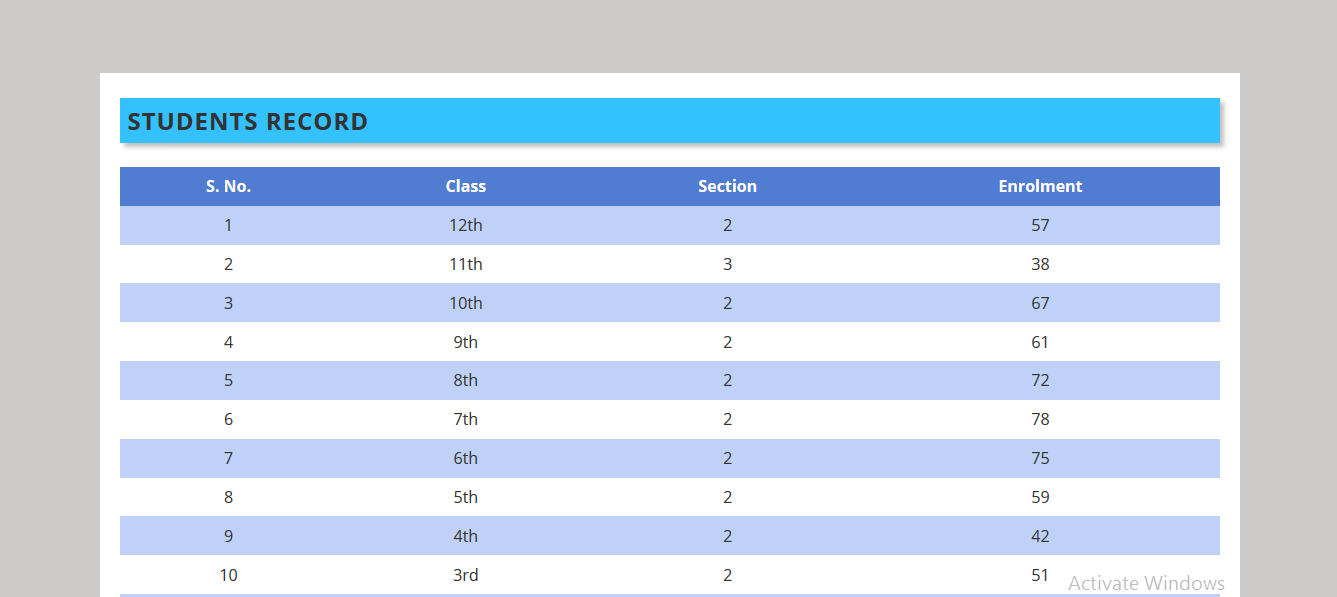 STUDENTS RECORD
S. No. Class Section Enrolment
1 12th 2 57
2 11th 3 38
3 10th 2 67
4 9th 2 61
5 8th 2 72
6 7th 2 78
7 6th 2 75
8 5th 2 59
9 4th 2 42
10 3rd 2 51
Activate Windows